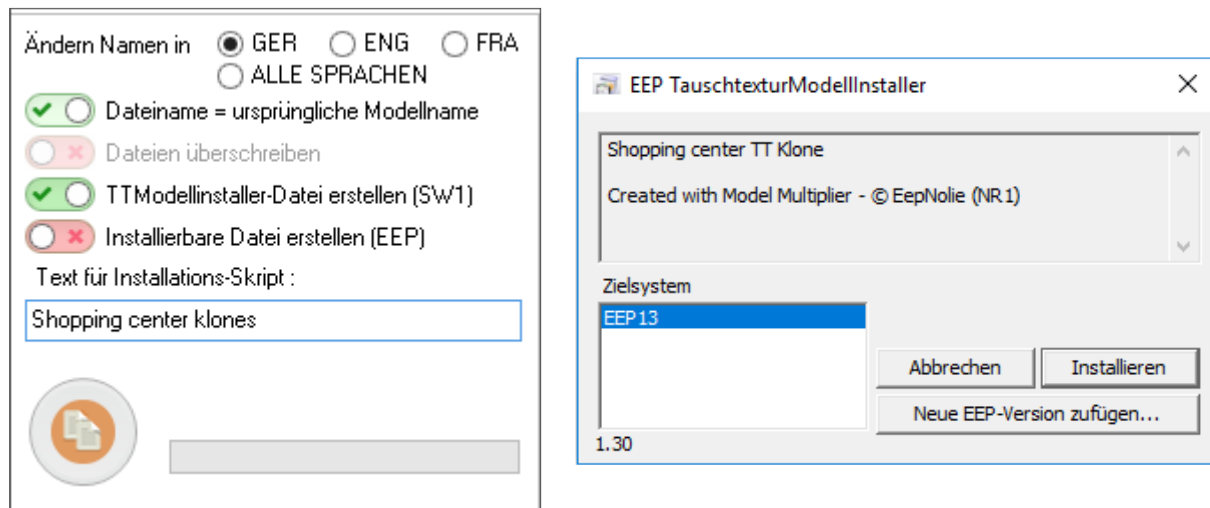 Ändern Namen in GER ENG FRA
ALLE SPRACHEN
Dateiname = ursprüngliche Modellname
Dateien überschreiben
TTModellinstaller-Datei erstellen (SW1)
Installierbare Datei erstellen (EEP)
Text für Installations-Skript :
Shopping center klones
EEP TauschtexturModellInstaller
Shopping center TT Klone
Created with Model Multiplier - © EepNolie (NR1)
Zielsystem
EEP13
Abbrechen Installieren
Neue EEP-Version zufügen...
1.30